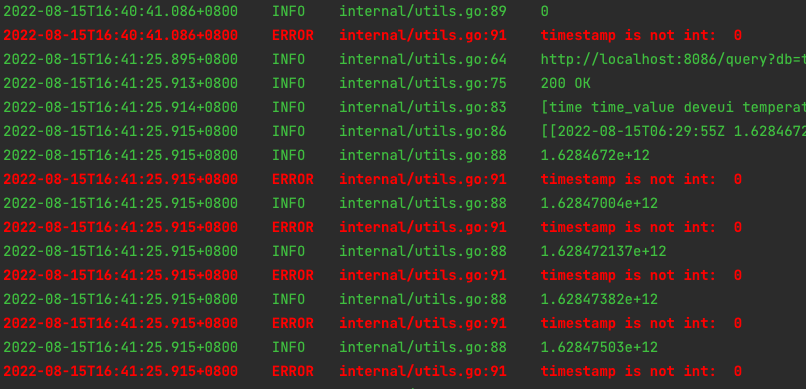 2022-08-15T16:40:41.086+0800 INFO internal/utils.go:89 0
2022-08-15T16:40:41.086+0800 ERROR internal/utils.go:91 timestamp is not int: 0
2022-08-15T16:41:25.895+0800 INFO internal/utils.go:64 http://localhost:8086/query?db=t
2022-08-15T16:41:25.913+0800 INFO internal/utils.go:75 200 OK
2022-08-15T16:41:25.914+0800 INFO internal/utils.go:83 [time time_value deveui temperat
2022-08-15T16:41:25.915+0800 INFO internal/utils.go:86 [[2022-08-15T06:29:55Z 1.6284672
2022-08-15T16:41:25.915+0800 INFO internal/utils.go:88 1.6284672e+12
2022-08-15T16:41:25.915+0800 ERROR internal/utils.go:91 timestamp is not int: 0
2022-08-15T16:41:25.915+0800 INFO internal/utils.go:88 1.62847004e+12
2022-08-15T16:41:25.915+0800 ERROR internal/utils.go:91 timestamp is not int: 0
2022-08-15T16:41:25.915+0800 INFO internal/utils.go:88 1.628472137e+12
2022-08-15T16:41:25.915+0800 ERROR internal/utils.go:91 timestamp is not int: 0
2022-08-15T16:41:25.915+0800 INFO internal/utils.go:88 1.62847382e+12
2022-08-15T16:41:25.915+0800 ERROR internal/utils.go:91 timestamp is not int: 0
2022-08-15T16:41:25.915+0800 INFO internal/utils.go:88 1.62847503e+12
2022-08-15T16:41:25.915+0800 ERROR internal/utils.go:91 timestamp is not int: 0